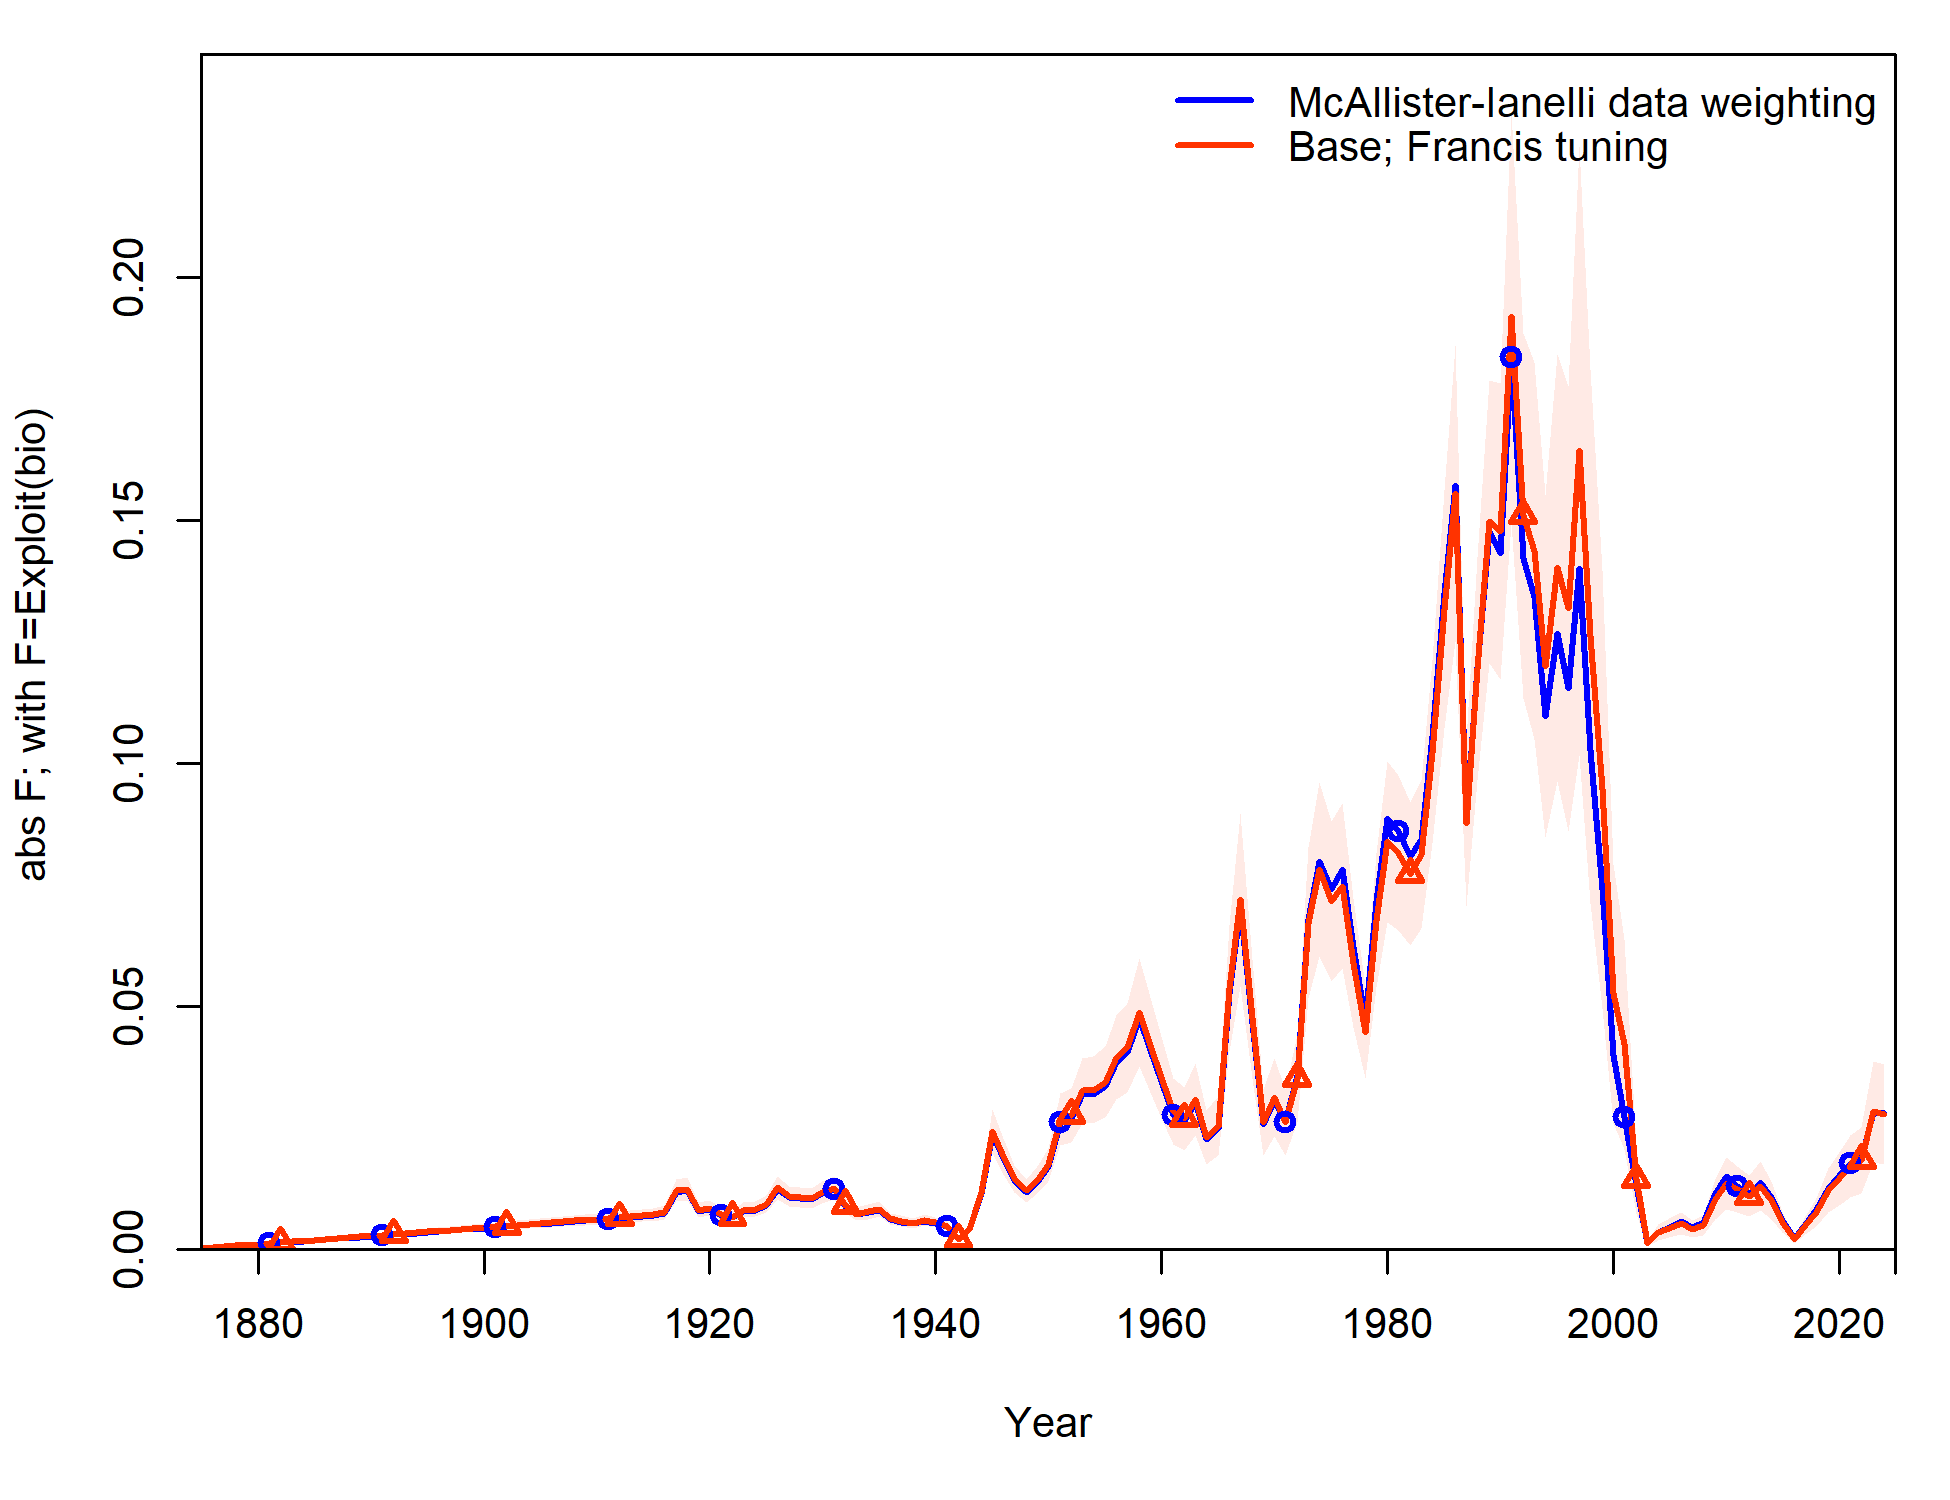 McAllister-Ianelli data weighting
Base; Francis tuning
abs F; with F=Exploit(bio)
0.20
0.15
0.10
0.05
0.00
1880 1900 1920 1940 1960 1980 2000 2020
Year